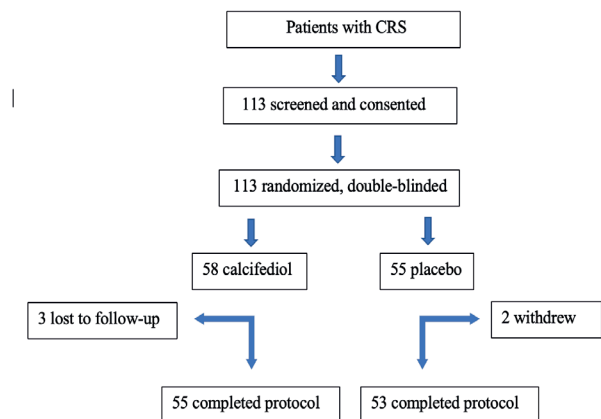 Patients with CRS
113 screened and consented
113 randomized, double-blinded
58 calcifediol
55 placebo
3 lost to follow-up
2 withdrew
55 completed protocol
53 completed protocol